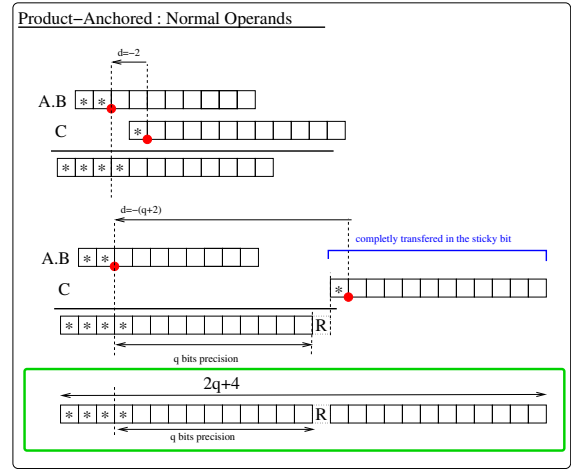 Product-Anchored : Normal Operands
d=-2
A.B * *
C *
* * * *
d=-(q+2)
completly transfered in the sticky bit
A.B * *
C *
* * * * R
q bits precision
2q+4
* * * * R
q bits precision